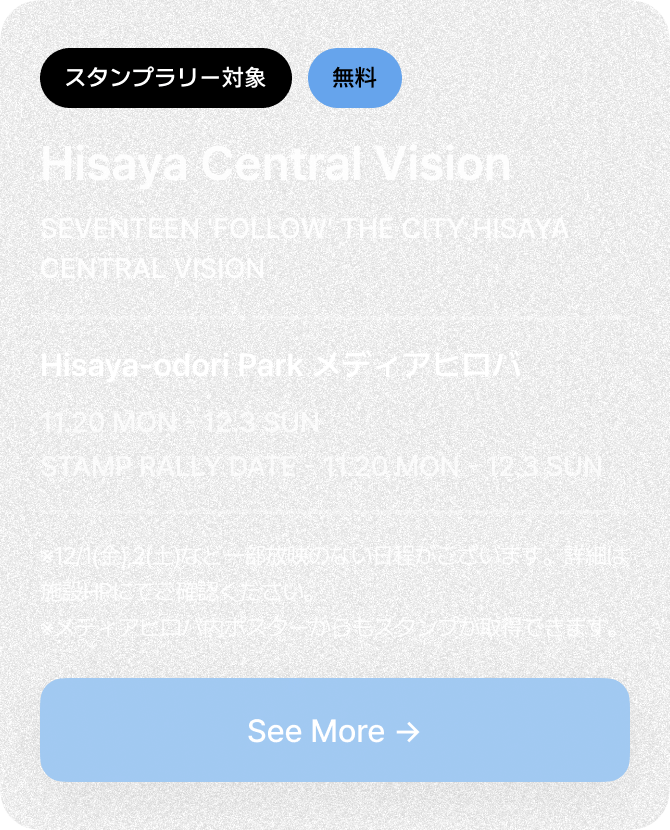 スタンプラリー対象
無料
Hisaya Central Vision
SEVENTEEN 'FOLLOW' THE CITY HISAYA
CENTRAL VISION
Hisaya-odori Park メディアヒロバ
11.20 MON - 12.3 SUN
STAMP RALLY DATE - 11.20 MON - 12.3 SUN
※12/1(金),2(土)など一部放映のない日程がございます。詳細は
施設HPにてご確認ください。
※メディアヒロバ内ポスターからもスタンプが取得できます。
See More →